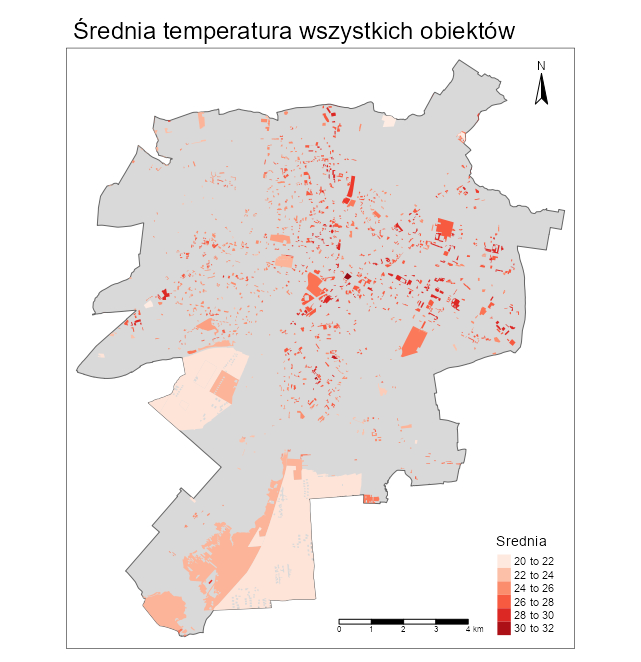 Średnia temperatura wszystkich obiektów
N
Srednia
20 to 22
22 to 24
24 to 26
26 to 28
28 to 30
30 to 32
0 1 2 3 4 km